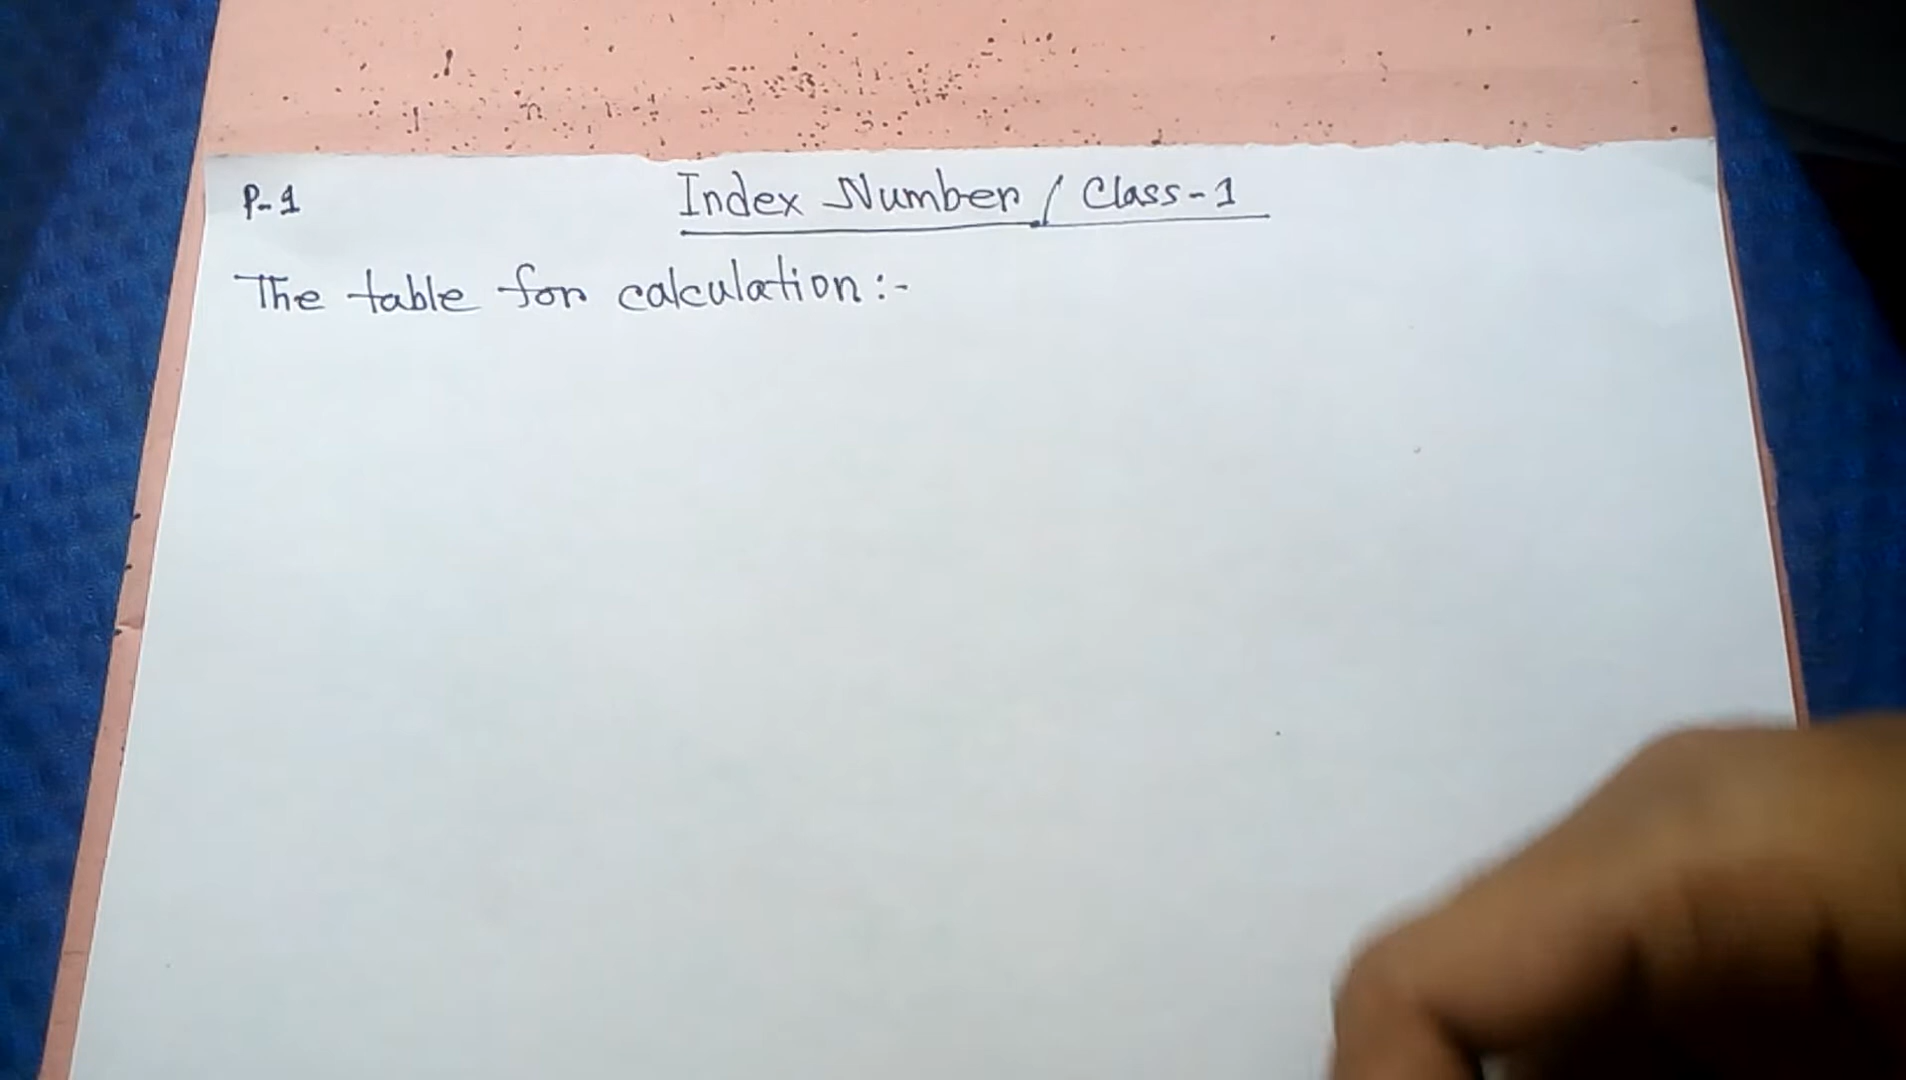 P-1
Index Number / Class-1
The table for calculation:-